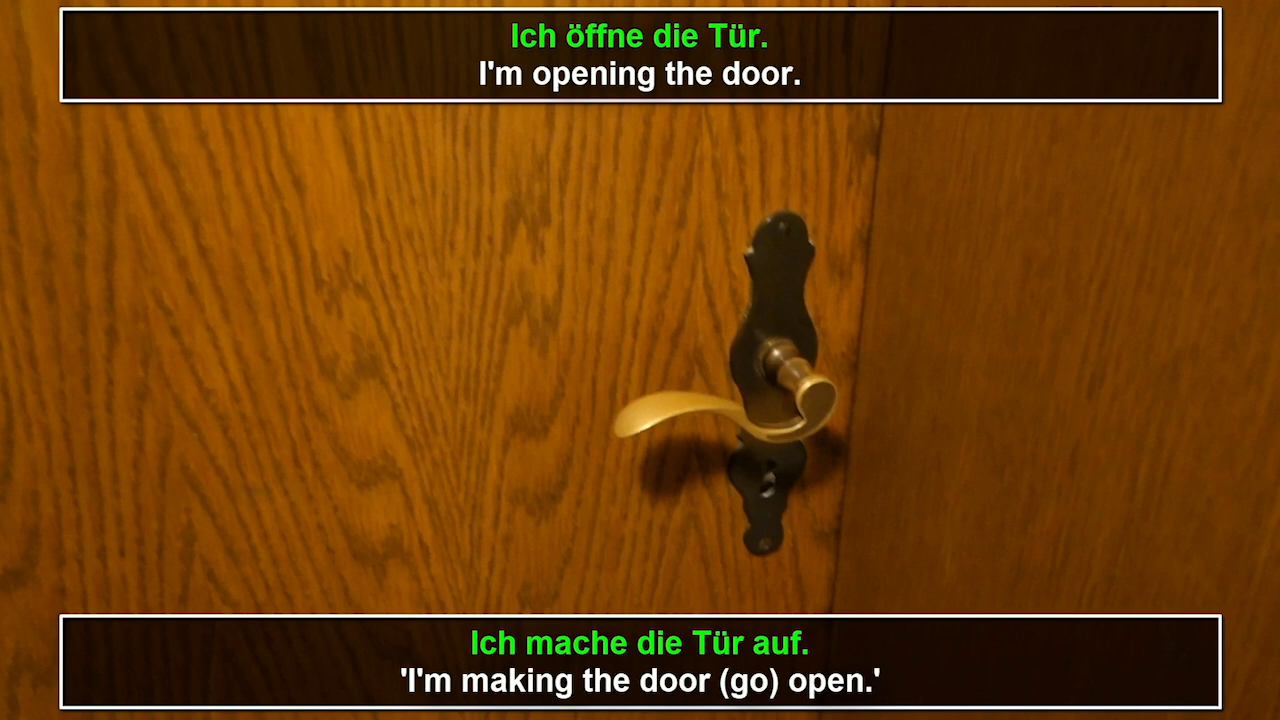 Ich öffne die Tür.
I'm opening the door.
Ich mache die Tür auf.
'I'm making the door (go) open.'